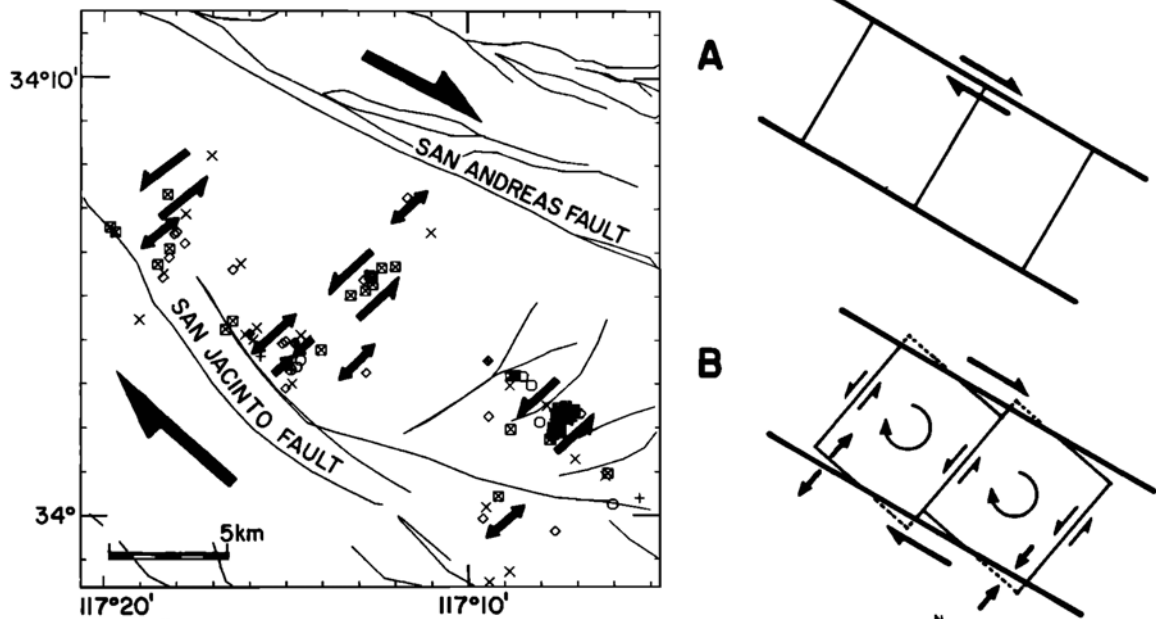 34°10'
SAN ANDREAS FAULT
SAN JACINTO FAULT
34°
5km
117°20'
117°10'
A
B
N